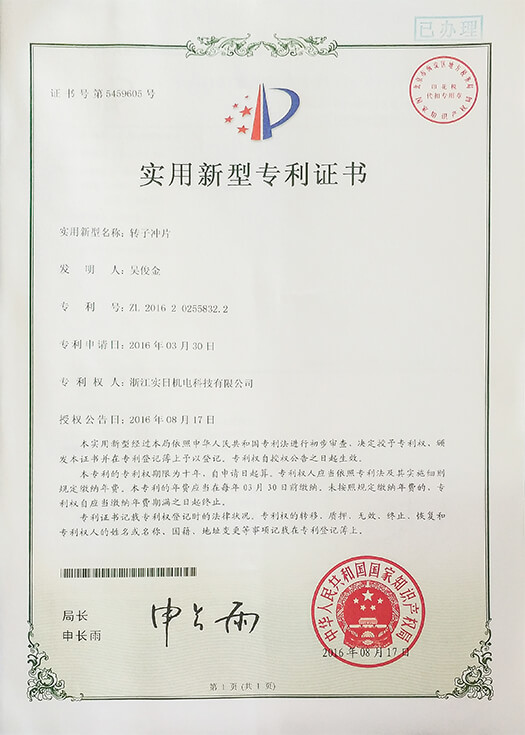 已办理
证书号第5459605号
实用新型专利证书
实用新型名称：转子冲片
发 明 人：吴俊金
专 利 号：ZL 2016 2 0255832.2
专利申请日：2016年03月30日
专 利 权 人：浙江实日机电科技有限公司
授权公告日：2016年08月17日
本实用新型经过本局依照中华人民共和国专利法进行初步审查，决定授予专利权，颁
发本证书并在专利登记簿上予以登记。专利权自授权公告之日起生效。
本专利的专利权期限为十年，自申请日起算。专利权人应当依照专利法及其实施细则
规定缴纳年费。本专利的年费应当在每年03月30日前缴纳。未按照规定缴纳年费的，专
利权自应当缴纳年费期满之日起终止。
专利证书记载专利权登记时的法律状况。专利权的转移、质押、无效、终止、恢复和
专利权人的姓名或名称、国籍、地址变更等事项记载在专利登记簿上。
局长
申长雨
申长雨
中华人民共和国国家知识产权局
2016年08月17日
第1页(共1页)